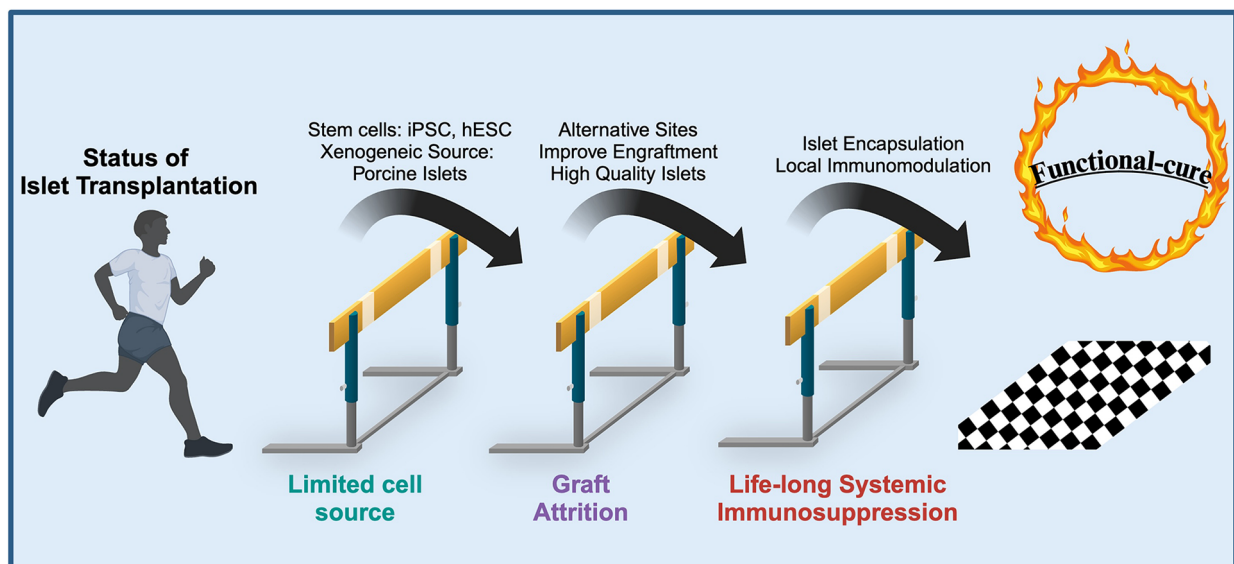 Status of
Islet Transplantation
Stem cells: iPSC, hESC
Xenogeneic Source:
Porcine Islets
Alternative Sites
Improve Engraftment
High Quality Islets
Islet Encapsulation
Local Immunomodulation
Functional-cure
Limited cell
source
Graft
Attrition
Life-long Systemic
Immunosuppression